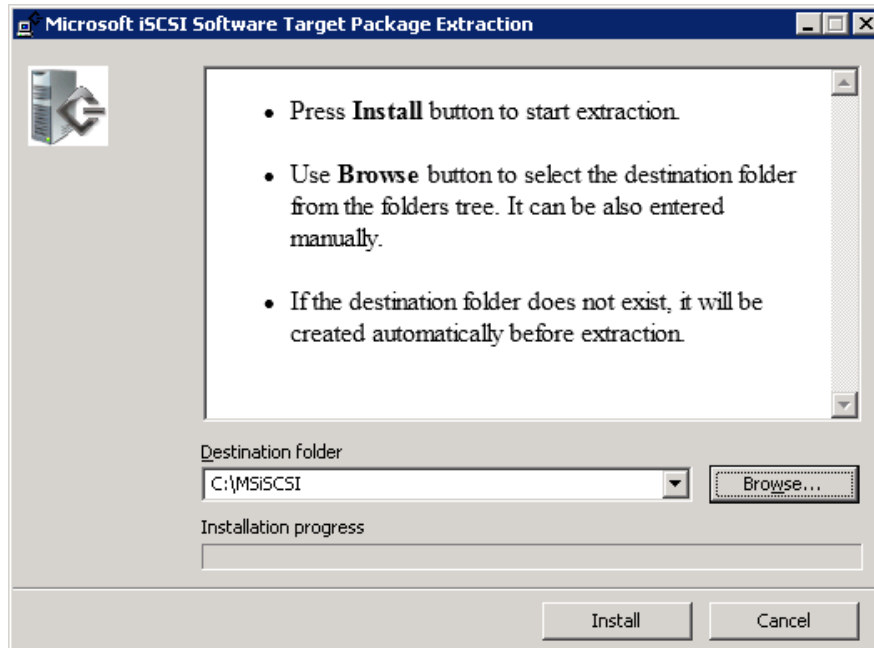 Microsoft iSCSI Software Target Package Extraction
Press Install button to start extraction.
Use Browse button to select the destination folder
from the folders tree. It can be also entered
manually.
If the destination folder does not exist, it will be
created automatically before extraction.
Destination folder
C:\MSiSCSI
Browse...
Installation progress
Install
Cancel